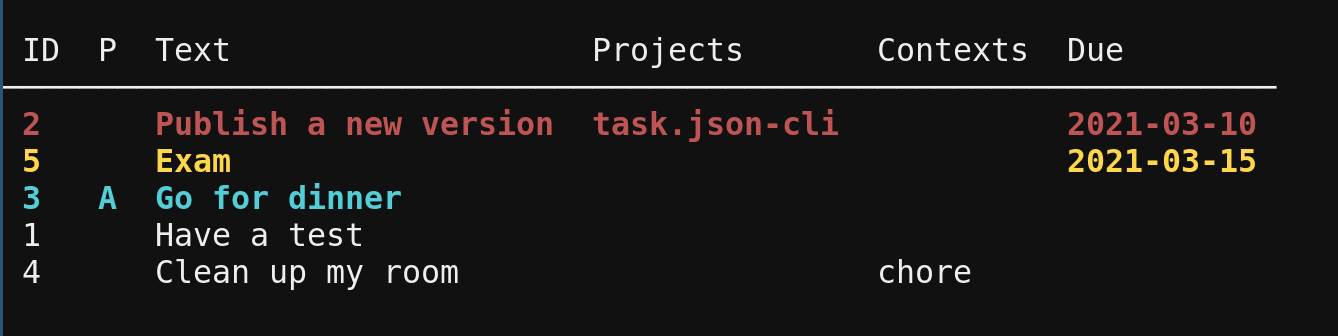 ID  P  Text                   Projects       Contexts  Due
2      Publish a new version  task.json-cli            2021-03-10
5      Exam                                            2021-03-15
3   A  Go for dinner
1      Have a test
4      Clean up my room                      chore